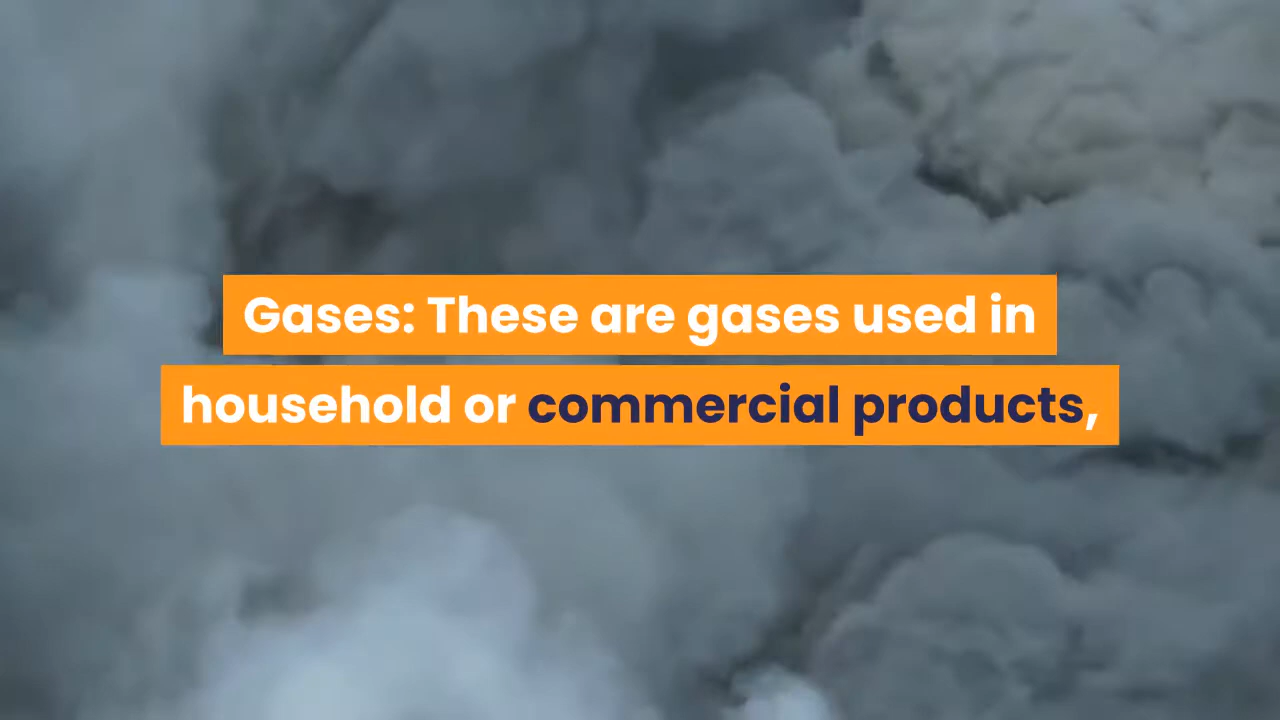 Gases: These are gases used in
household or commercial products,